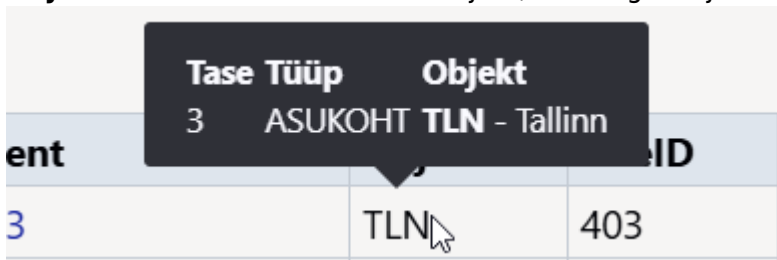 Tase Tüüp Objekt
3 ASUKOHT TLN - Tallinn
ent
3 TLN 403